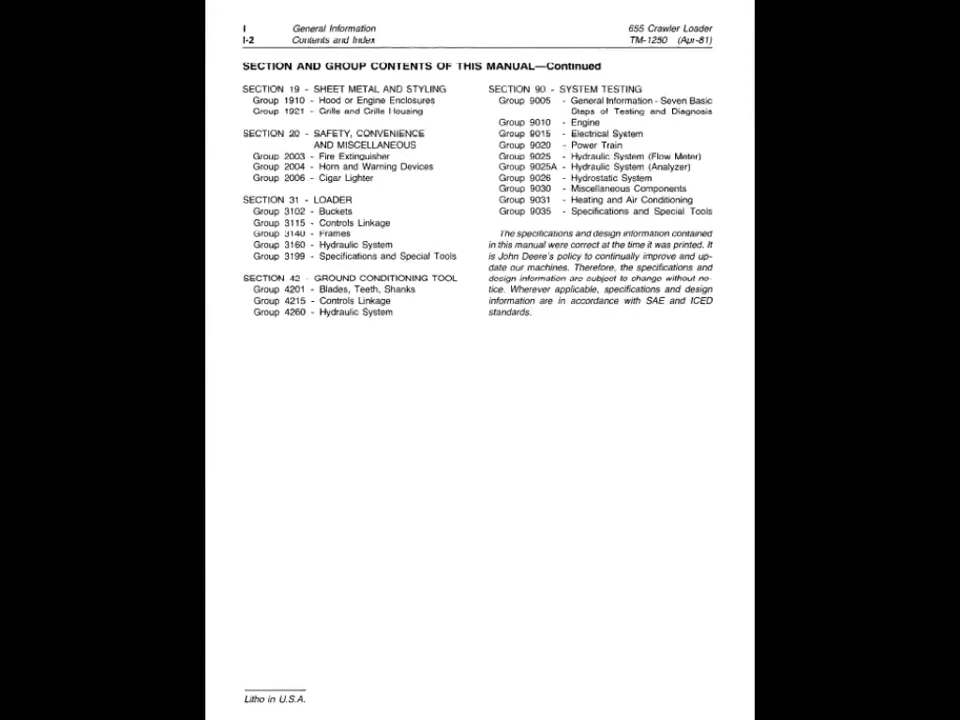 I General Information 655 Crawler Loader
I-2 Contents and Index TM-1250 (Apr-81)
SECTION AND GROUP CONTENTS OF THIS MANUAL—Continued
SECTION 19 - SHEET METAL AND STYLING
Group 1910 - Hood or Engine Enclosures
Group 1921 - Grille and Grille Housing
SECTION 20 - SAFETY, CONVENIENCE
AND MISCELLANEOUS
Group 2003 - Fire Extinguisher
Group 2004 - Horn and Warning Devices
Group 2006 - Cigar Lighter
SECTION 31 - LOADER
Group 3102 - Buckets
Group 3115 - Controls Linkage
Group 3140 - Frames
Group 3160 - Hydraulic System
Group 3199 - Specifications and Special Tools
SECTION 42 - GROUND CONDITIONING TOOL
Group 4201 - Blades, Teeth, Shanks
Group 4215 - Controls Linkage
Group 4260 - Hydraulic System
SECTION 90 - SYSTEM TESTING
Group 9005 - General Information - Seven Basic
Steps of Testing and Diagnosis
Group 9010 - Engine
Group 9015 - Electrical System
Group 9020 - Power Train
Group 9025 - Hydraulic System (Flow Meter)
Group 9025A - Hydraulic System (Analyzer)
Group 9026 - Hydrostatic System
Group 9030 - Miscellaneous Components
Group 9031 - Heating and Air Conditioning
Group 9035 - Specifications and Special Tools
The specifications and design information contained
in this manual were correct at the time it was printed. It
is John Deere's policy to continually improve and up-
date our machines. Therefore, the specifications and
design information are subject to change without no-
tice. Wherever applicable, specifications and design
information are in accordance with SAE and ICED
standards.
Litho in U.S.A.